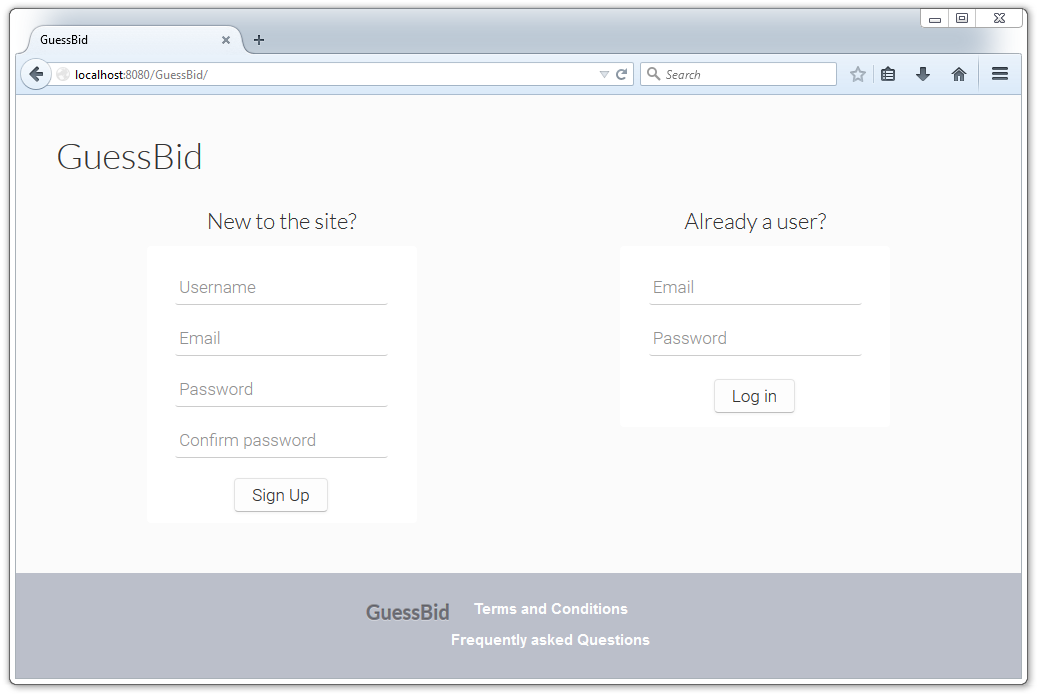 GuessBid
localhost:8080/GuessBid/
Search
GuessBid
New to the site?
Username
Email
Password
Confirm password
Sign Up
Already a user?
Email
Password
Log in
GuessBid
Terms and Conditions
Frequently asked Questions